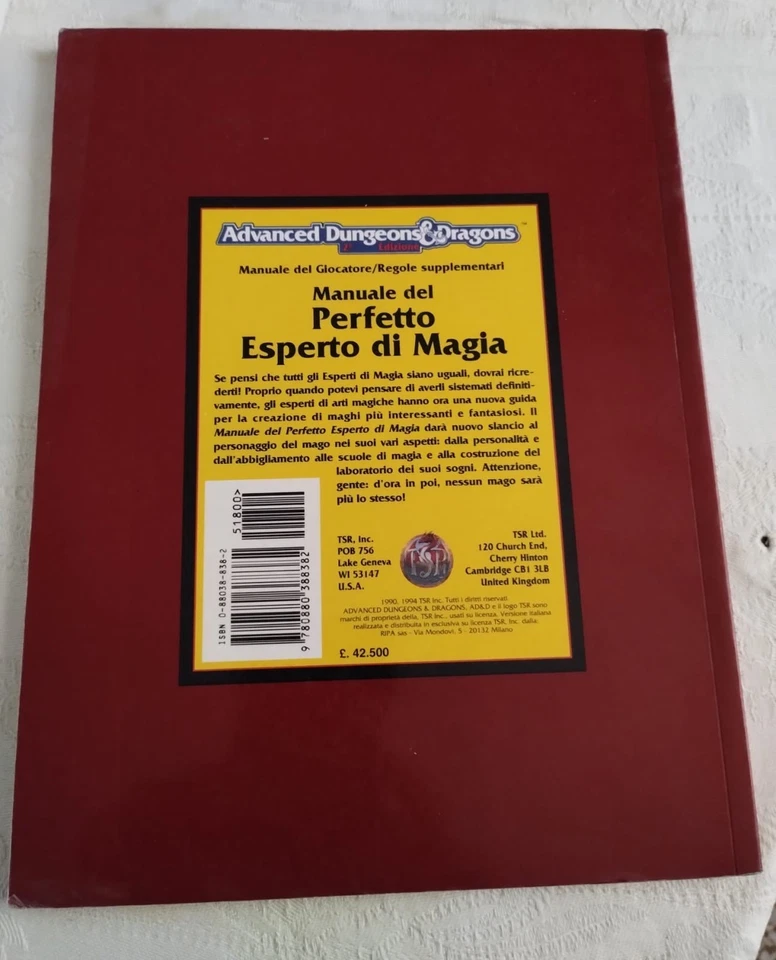 Advanced Dungeons & Dragons™
2ª Edizione
Manuale del Giocatore/Regole supplementari
Manuale del
Perfetto
Esperto di Magia
Se pensi che tutti gli Esperti di Magia siano uguali, dovrai ricre-
derti! Proprio quando potevi pensare di averli sistemati definiti-
vamente, gli esperti di arti magiche hanno ora una nuova guida
per la creazione di maghi più interessanti e fantasiosi. Il
Manuale del Perfetto Esperto di Magia darà nuovo slancio al
personaggio del mago nei suoi vari aspetti: dalla personalità e
dall'abbigliamento alle scuole di magia e alla costruzione del
laboratorio dei suoi sogni. Attenzione,
gente: d'ora in poi, nessun mago sarà
più lo stesso!
51800>
ISBN 0-88038-838-2
9 780880 388382
TSR, Inc.
POB 756
Lake Geneva
WI 53147
U.S.A.
TSR
TSR Ltd.
120 Church End,
Cherry Hinton
Cambridge CB1 3LB
United Kingdom
1990, 1994 TSR Inc. Tutti i diritti riservati
ADVANCED DUNGEONS & DRAGONS, AD&D e il logo TSR sono
marchi di proprietà della, TSR Inc., usati su licenza. Versione italiana
realizzata e distribuita in esclusiva su licenza TSR, Inc. dalla:
RIPA sas - Via Mondovì, 5 - 20132 Milano
£. 42.500